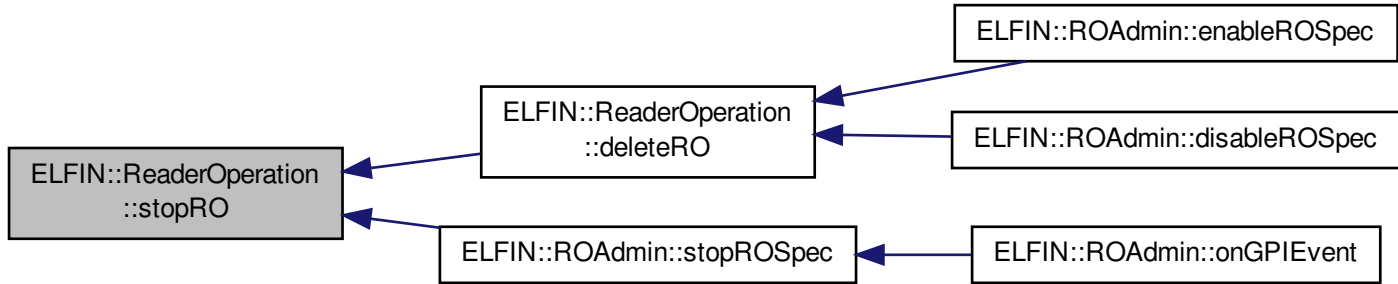 ELFIN::ReaderOperation
::stopRO
ELFIN::ReaderOperation
::deleteRO
ELFIN::ROAdmin::enableROSpec
ELFIN::ROAdmin::disableROSpec
ELFIN::ROAdmin::stopROSpec
ELFIN::ROAdmin::onGPIEvent